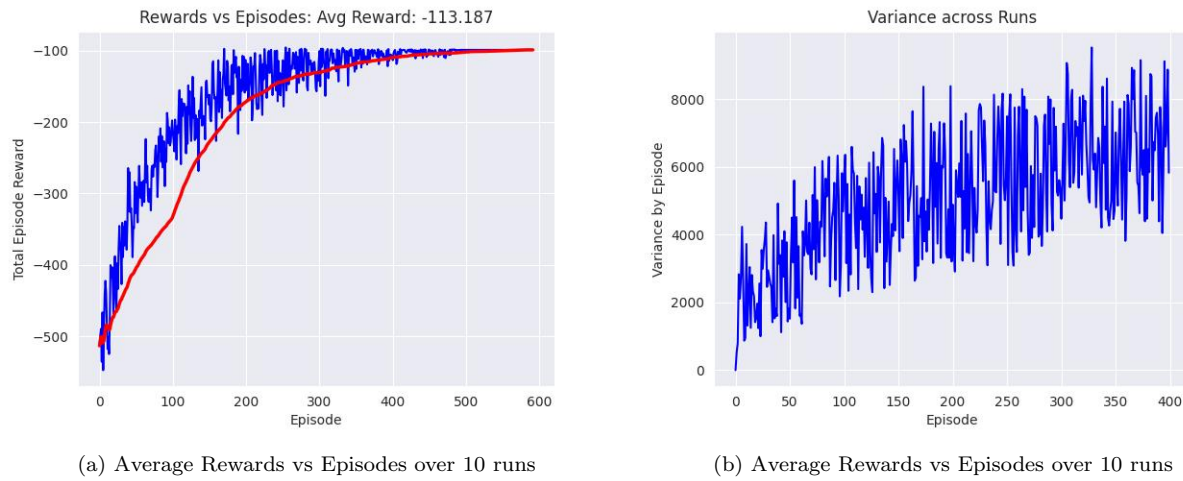 Rewards vs Episodes: Avg Reward: -113.187
−100
−200
−300
−400
−500
Total Episode Reward
0 100 200 300 400 500 600
Episode
(a) Average Rewards vs Episodes over 10 runs
Variance across Runs
8000
6000
4000
2000
0
Variance by Episode
0 50 100 150 200 250 300 350 400
Episode
(b) Average Rewards vs Episodes over 10 runs